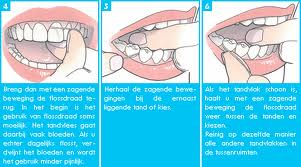 4
Breng dan met een zagende
beweging de flossdraad te-
rug. In het begin is het
gebruik van flossdraad soms
moeilijk. Het tandvlees gaat
daarbij vaak bloeden. Als u
echter dagelijks flosst, ver-
dwijnt het bloeden en wordt
het gebruik minder pijnlijk.
5
Herhaal de zagende bewe-
gingen bij de ernaast
liggende tand of kies.
6
Als het tandvlak schoon is,
haalt u met een zagende
beweging de flossdraad
weer tussen de tanden en
kiezen.
Reinig op dezelfde manier
alle andere tandvlakken in
de tussenruimten.